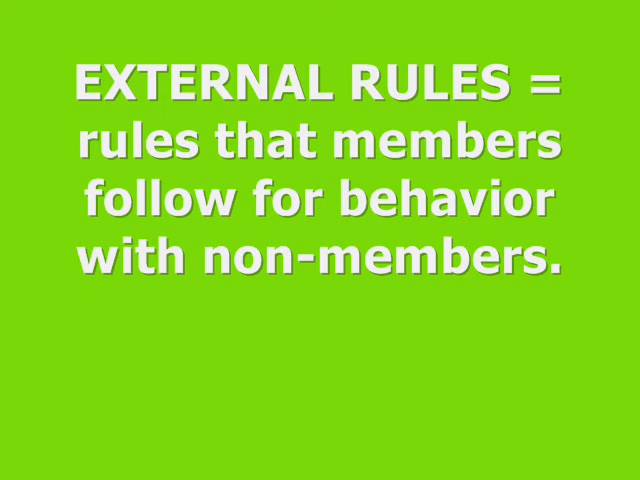 EXTERNAL RULES =
rules that members
follow for behavior
with non-members.